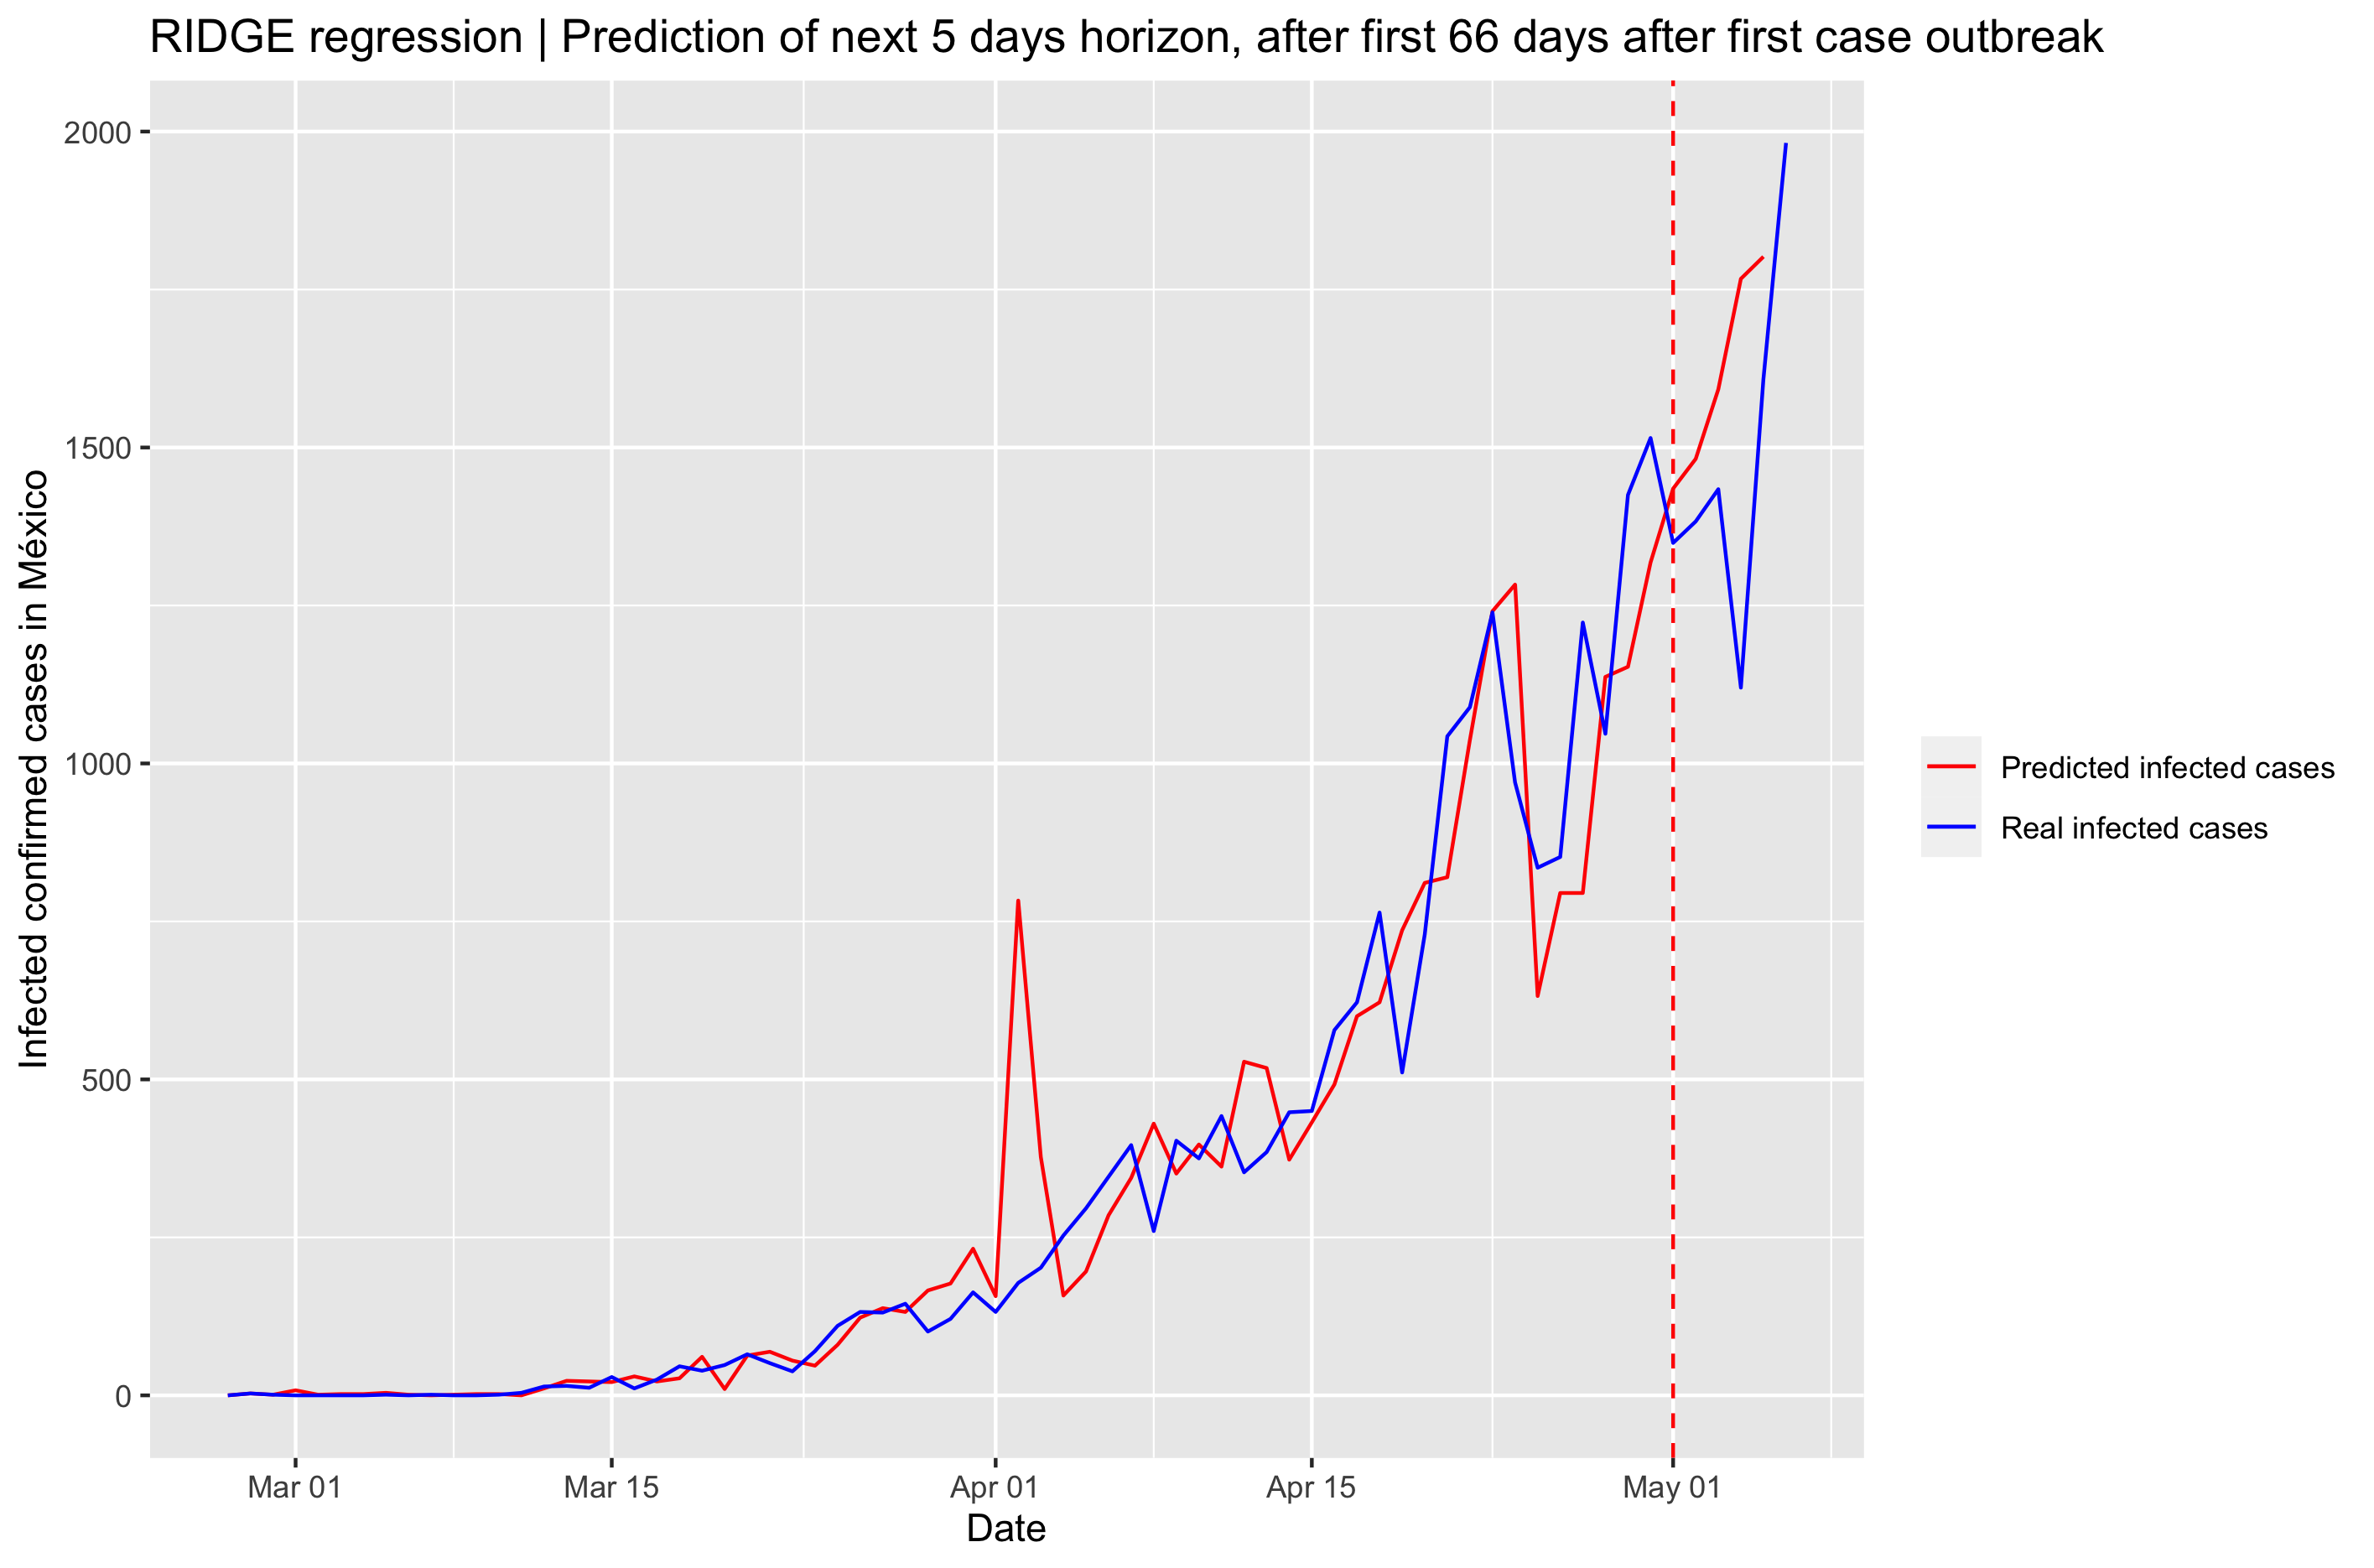 RIDGE regression | Prediction of next 5 days horizon, after first 66 days after first case outbreak
Infected confirmed cases in México
2000
1500
1000
500
0
Mar 01
Mar 15
Apr 01
Apr 15
May 01
Date
Predicted infected cases
Real infected cases